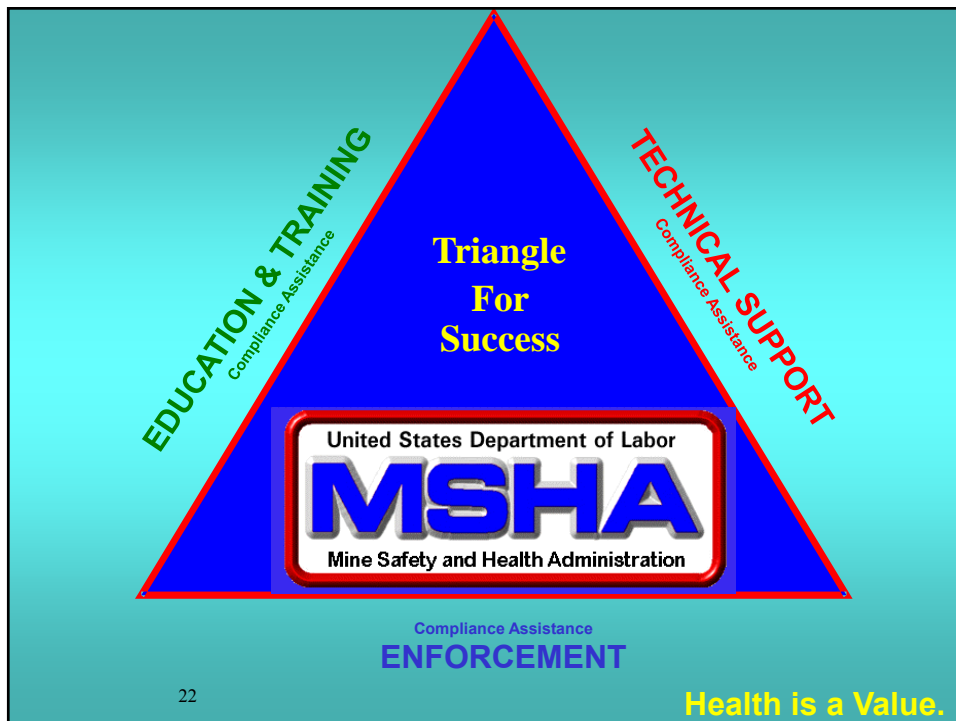 EDUCATION & TRAINING
Compliance Assistance
TECHNICAL SUPPORT
Compliance Assistance
Triangle
For
Success
United States Department of Labor
MSHA
Mine Safety and Health Administration
Compliance Assistance
ENFORCEMENT
22
Health is a Value.